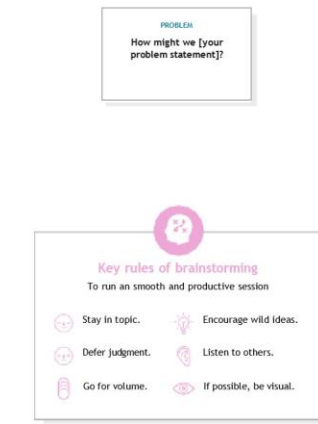 PROBLEM
How might we [your
problem statement]?
Key rules of brainstorming
To run an smooth and productive session
Stay in topic.
Encourage wild ideas.
Defer judgment.
Listen to others.
Go for volume.
If possible, be visual.